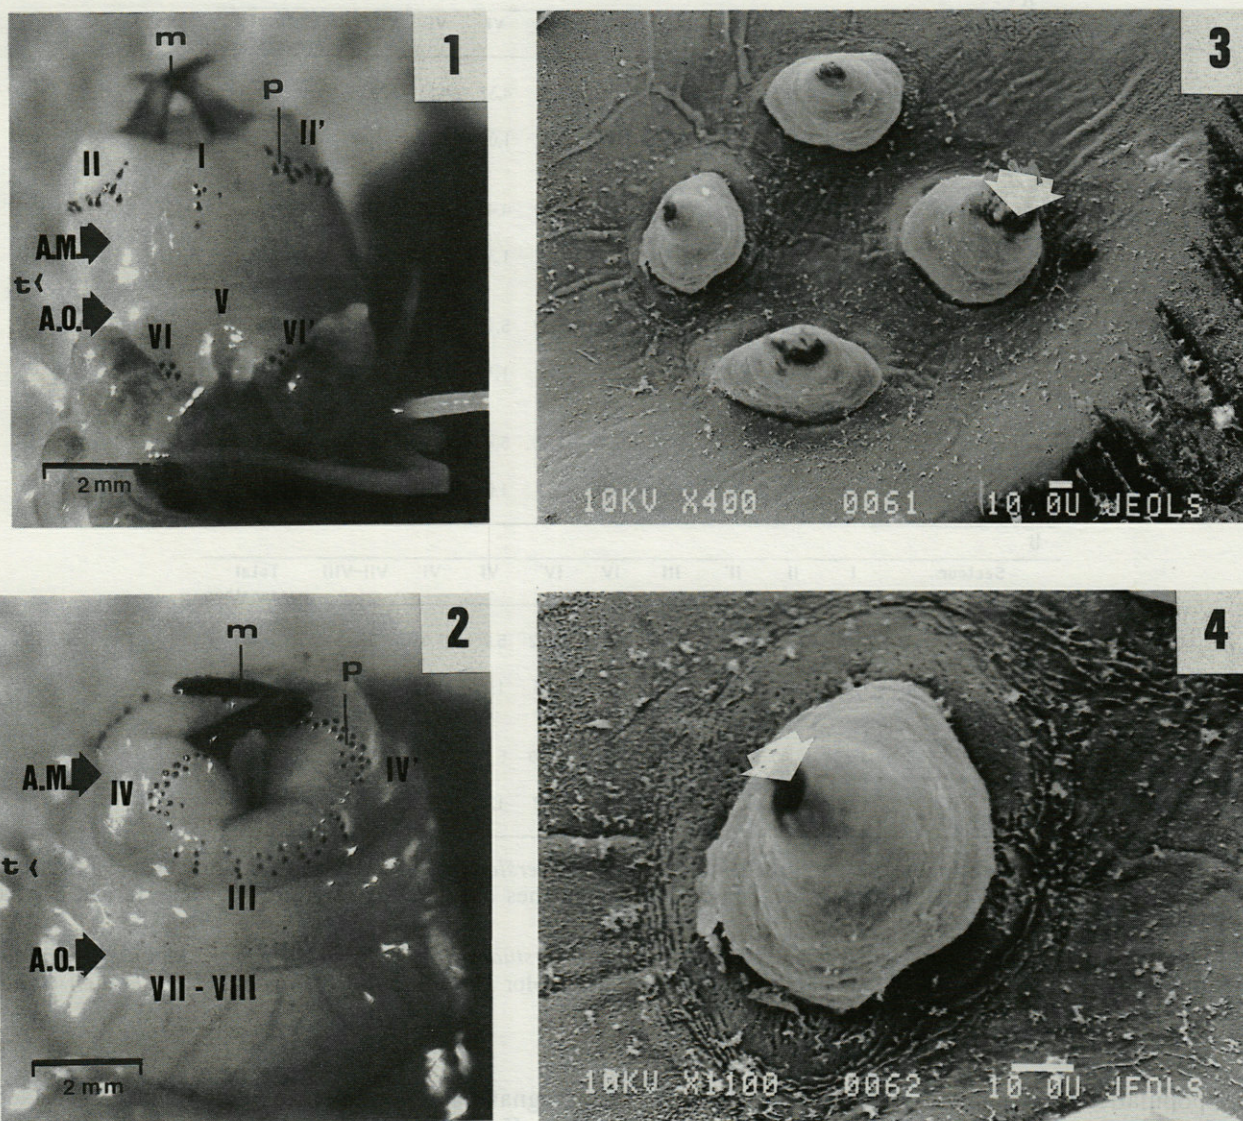 1
m
p
II'
II
I
A.M.
t <
A.O.
V
VI
VI'
2 mm
3
10KV X400 0061 10.0U JEOLS
2
m
p
A.M.
IV
IV'
t <
III
A.O.
VII - VIII
2 mm
4
10KV X1100 0062 10.0U JEOLS